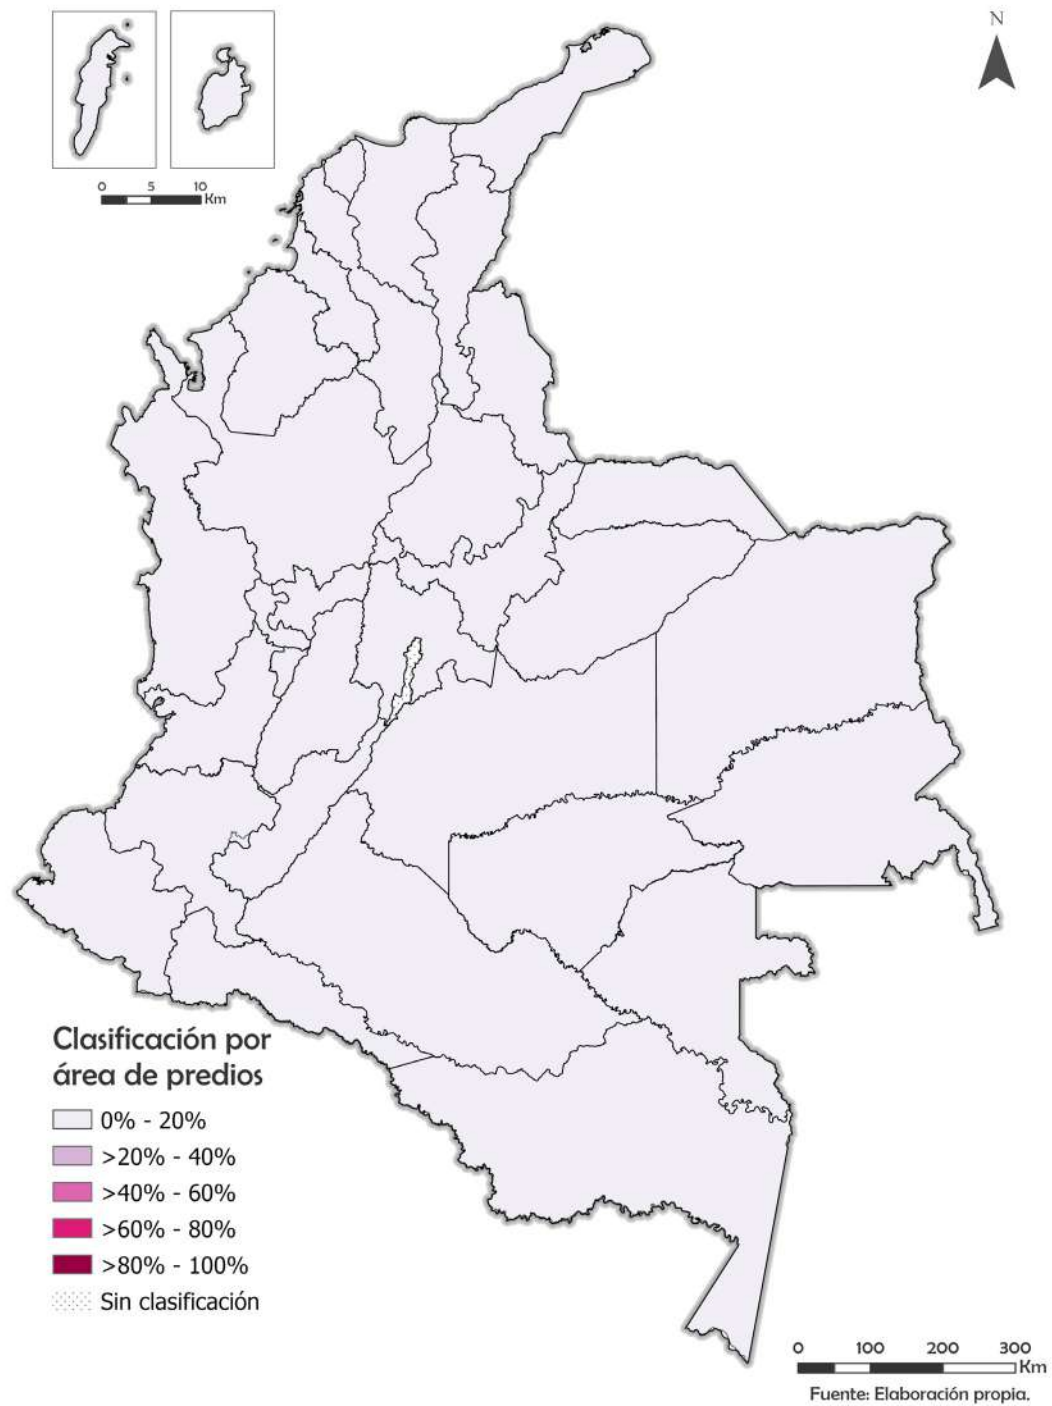 N
0 5 10
Km
Clasificación por
área de predios
0% - 20%
>20% - 40%
>40% - 60%
>60% - 80%
>80% - 100%
Sin clasificación
0 100 200 300
Km
Fuente: Elaboración propia.